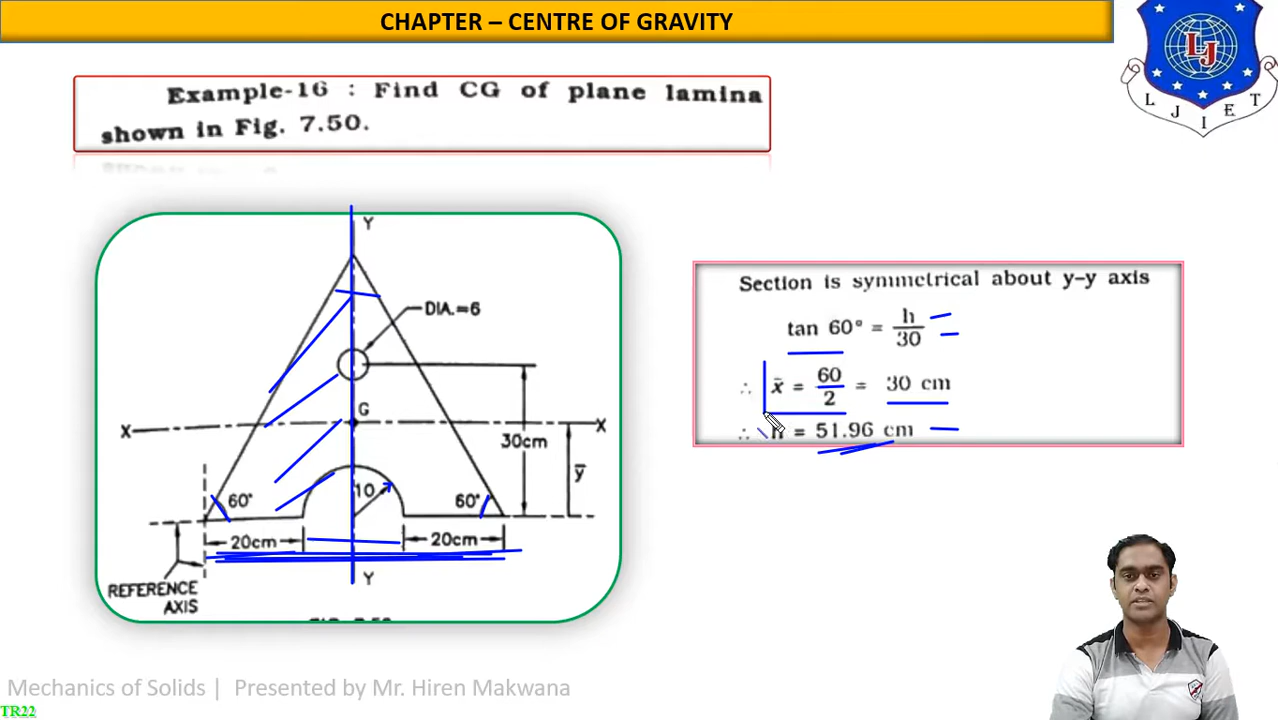 CHAPTER – CENTRE OF GRAVITY
LJ
L J I E T
Example-16 : Find CG of plane lamina
shown in Fig. 7.50.
Y
DIA.=6
G
X
X
30cm
y̅
10
60°
60°
20cm
20cm
REFERENCE
AXIS
Y
Section is symmetrical about y-y axis
tan 60° = h/30
∴ x̄ = 60/2 = 30 cm
∴ h = 51.96 cm
Mechanics of Solids | Presented by Mr. Hiren Makwana
TR22